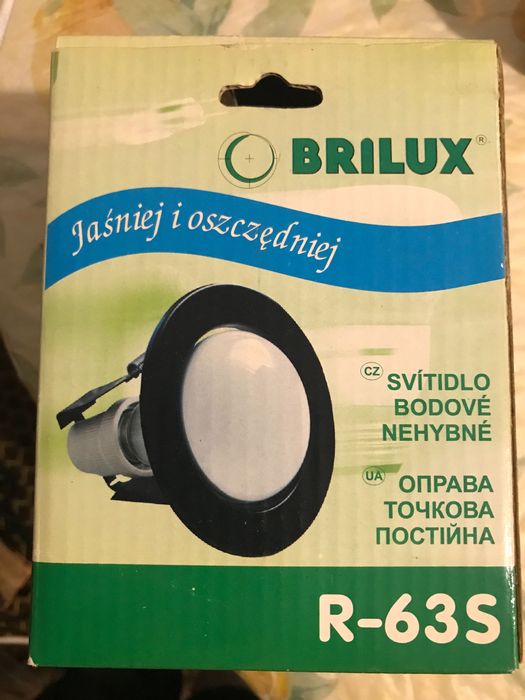 BRILUX®
Jaśniej i oszczędniej
CZ SVÍTIDLO
BODOVÉ
NEHYBNÉ
UA ОПРАВА
ТОЧКОВА
ПОСТІЙНА
R-63S